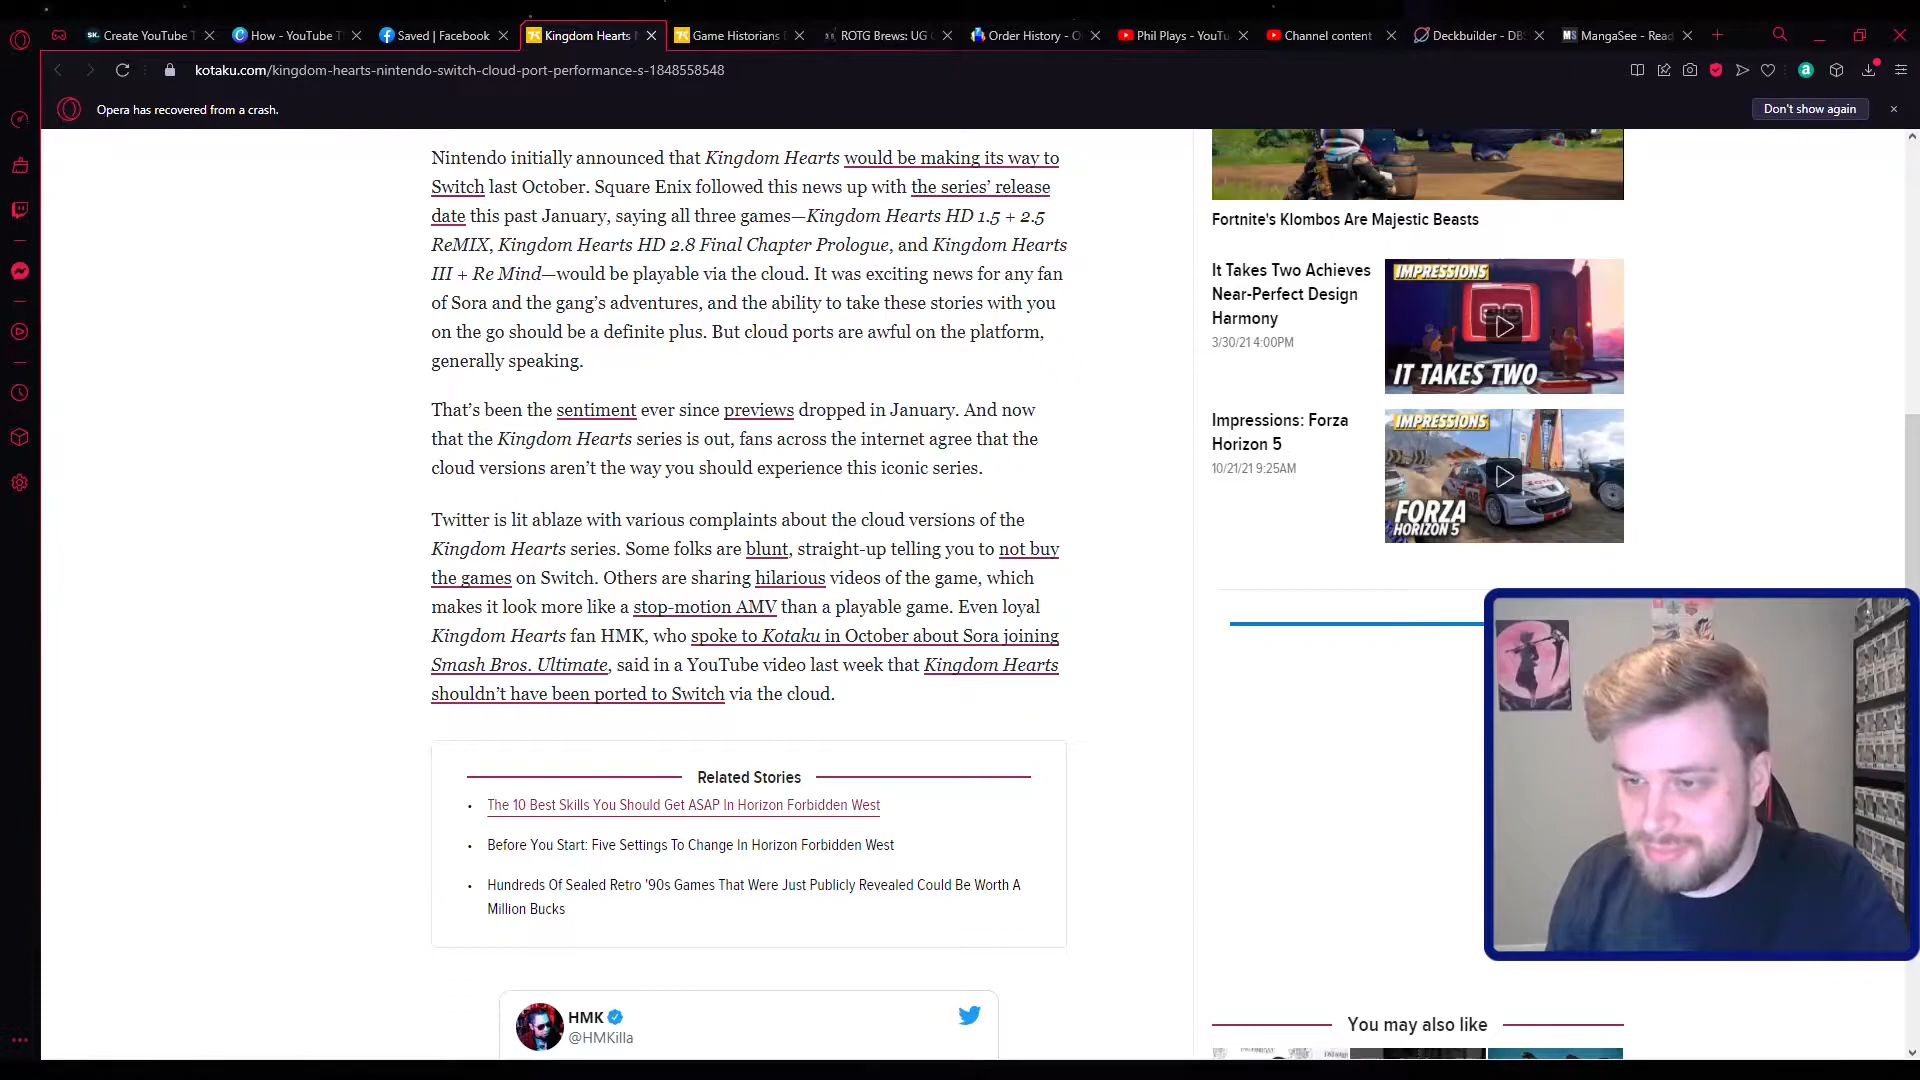 Create YouTube T
How - YouTube T
Saved | Facebook
Kingdom Hearts
Game Historians
ROTG Brews: UG
Order History - O
Phil Plays - YouTu
Channel content
Deckbuilder - DBS
MangaSee - Read
kotaku.com/kingdom-hearts-nintendo-switch-cloud-port-performance-s-1848558548
Opera has recovered from a crash.
Don't show again
Nintendo initially announced that Kingdom Hearts would be making its way to
Switch last October. Square Enix followed this news up with the series’ release
date this past January, saying all three games—Kingdom Hearts HD 1.5 + 2.5
ReMIX, Kingdom Hearts HD 2.8 Final Chapter Prologue, and Kingdom Hearts
III + Re Mind—would be playable via the cloud. It was exciting news for any fan
of Sora and the gang’s adventures, and the ability to take these stories with you
on the go should be a definite plus. But cloud ports are awful on the platform,
generally speaking.
That’s been the sentiment ever since previews dropped in January. And now
that the Kingdom Hearts series is out, fans across the internet agree that the
cloud versions aren’t the way you should experience this iconic series.
Twitter is lit ablaze with various complaints about the cloud versions of the
Kingdom Hearts series. Some folks are blunt, straight-up telling you to not buy
the games on Switch. Others are sharing hilarious videos of the game, which
makes it look more like a stop-motion AMV than a playable game. Even loyal
Kingdom Hearts fan HMK, who spoke to Kotaku in October about Sora joining
Smash Bros. Ultimate, said in a YouTube video last week that Kingdom Hearts
shouldn’t have been ported to Switch via the cloud.
Related Stories
• The 10 Best Skills You Should Get ASAP In Horizon Forbidden West
• Before You Start: Five Settings To Change In Horizon Forbidden West
• Hundreds Of Sealed Retro '90s Games That Were Just Publicly Revealed Could Be Worth A
Million Bucks
HMK
@HMKilla
Fortnite's Klombos Are Majestic Beasts
It Takes Two Achieves
Near-Perfect Design
Harmony
3/30/21 4:00PM
IMPRESSIONS
IT TAKES TWO
Impressions: Forza
Horizon 5
10/21/21 9:25AM
IMPRESSIONS
FORZA
HORIZON 5
You may also like